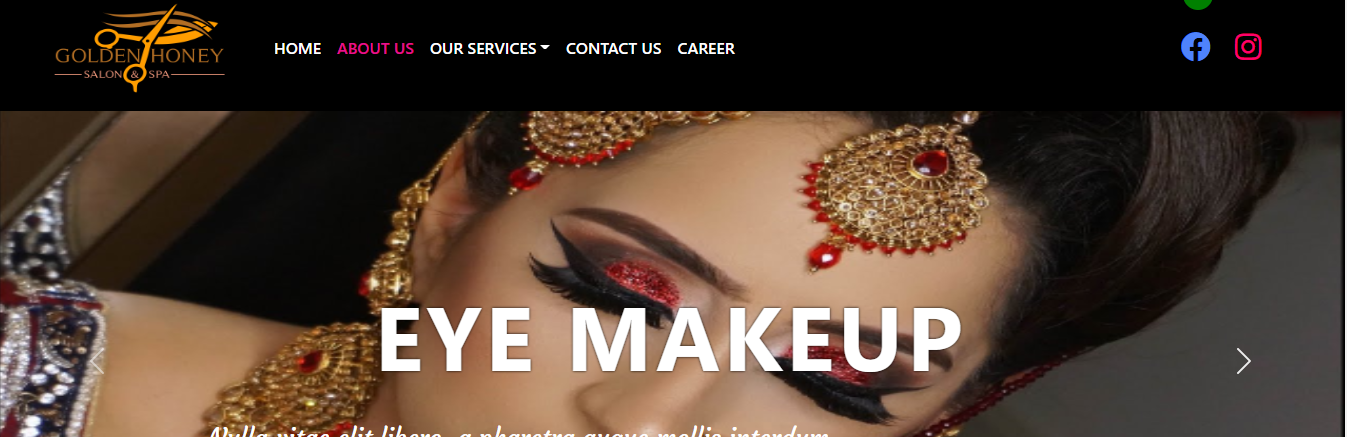 GOLDEN HONEY
SALON & SPA
HOME ABOUT US OUR SERVICES CONTACT US CAREER
EYE MAKEUP
Nulla vitae elit libero, a pharetra augue mollis interdum.